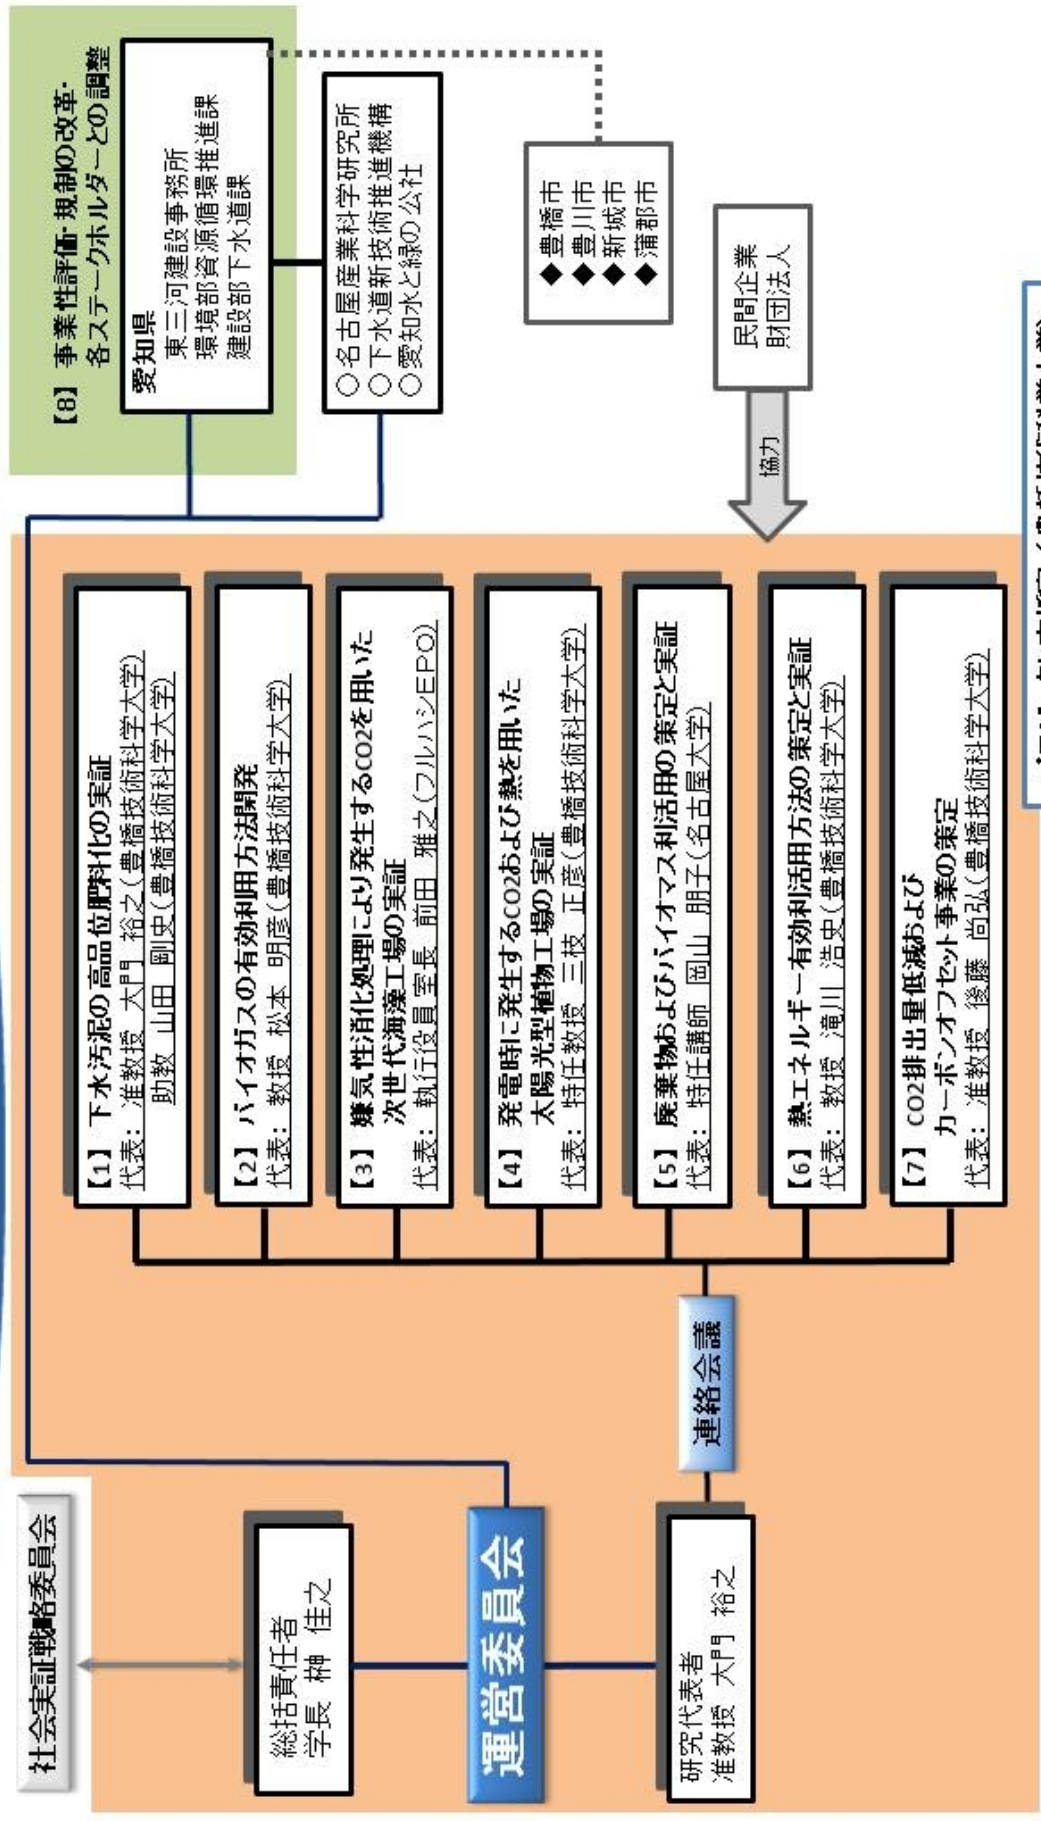 社会実証戦略委員会
総括責任者
学長 榊 佳之
運営委員会
研究代表者
准教授 大門 裕之
連絡会議
【1】 下水汚泥の高品位肥料化の実証
代表： 准教授 大門 裕之（豊橋技術科学大学）
助教 山田 剛史（豊橋技術科学大学）
【2】 バイオガスの有効利用方法開発
代表： 教授 松本 明彦（豊橋技術科学大学）
【3】 嫌気性消化処理により発生するCO2を用いた
次世代海藻工場の実証
代表： 執行役員室長 前田 雅之（フルハシEPO）
【4】 発電時に発生するCO2および熱を用いた
太陽光型植物工場の実証
代表： 特任教授 三枝 正彦（豊橋技術科学大学）
【5】 廃棄物およびバイオマス利活用の策定と実証
代表： 特任講師 岡山 朋子（名古屋大学）
【6】 熱エネルギー有効利活用方法の策定と実証
代表： 教授 滝川 浩史（豊橋技術科学大学）
【7】 CO2排出量低減および
カーボンオフセット事業の策定
代表： 准教授 後藤 尚弘（豊橋技術科学大学）
【8】 事業性評価・規制の改革・
各ステークホルダーとの調整
愛知県
東三河建設事務所
環境部資源循環推進課
建設部下水道課
○名古屋産業科学研究所
○下水道新技術推進機構
○愛知水と緑の公社
◆豊橋市
◆豊川市
◆新城市
◆蒲郡市
民間企業
財団法人
協力